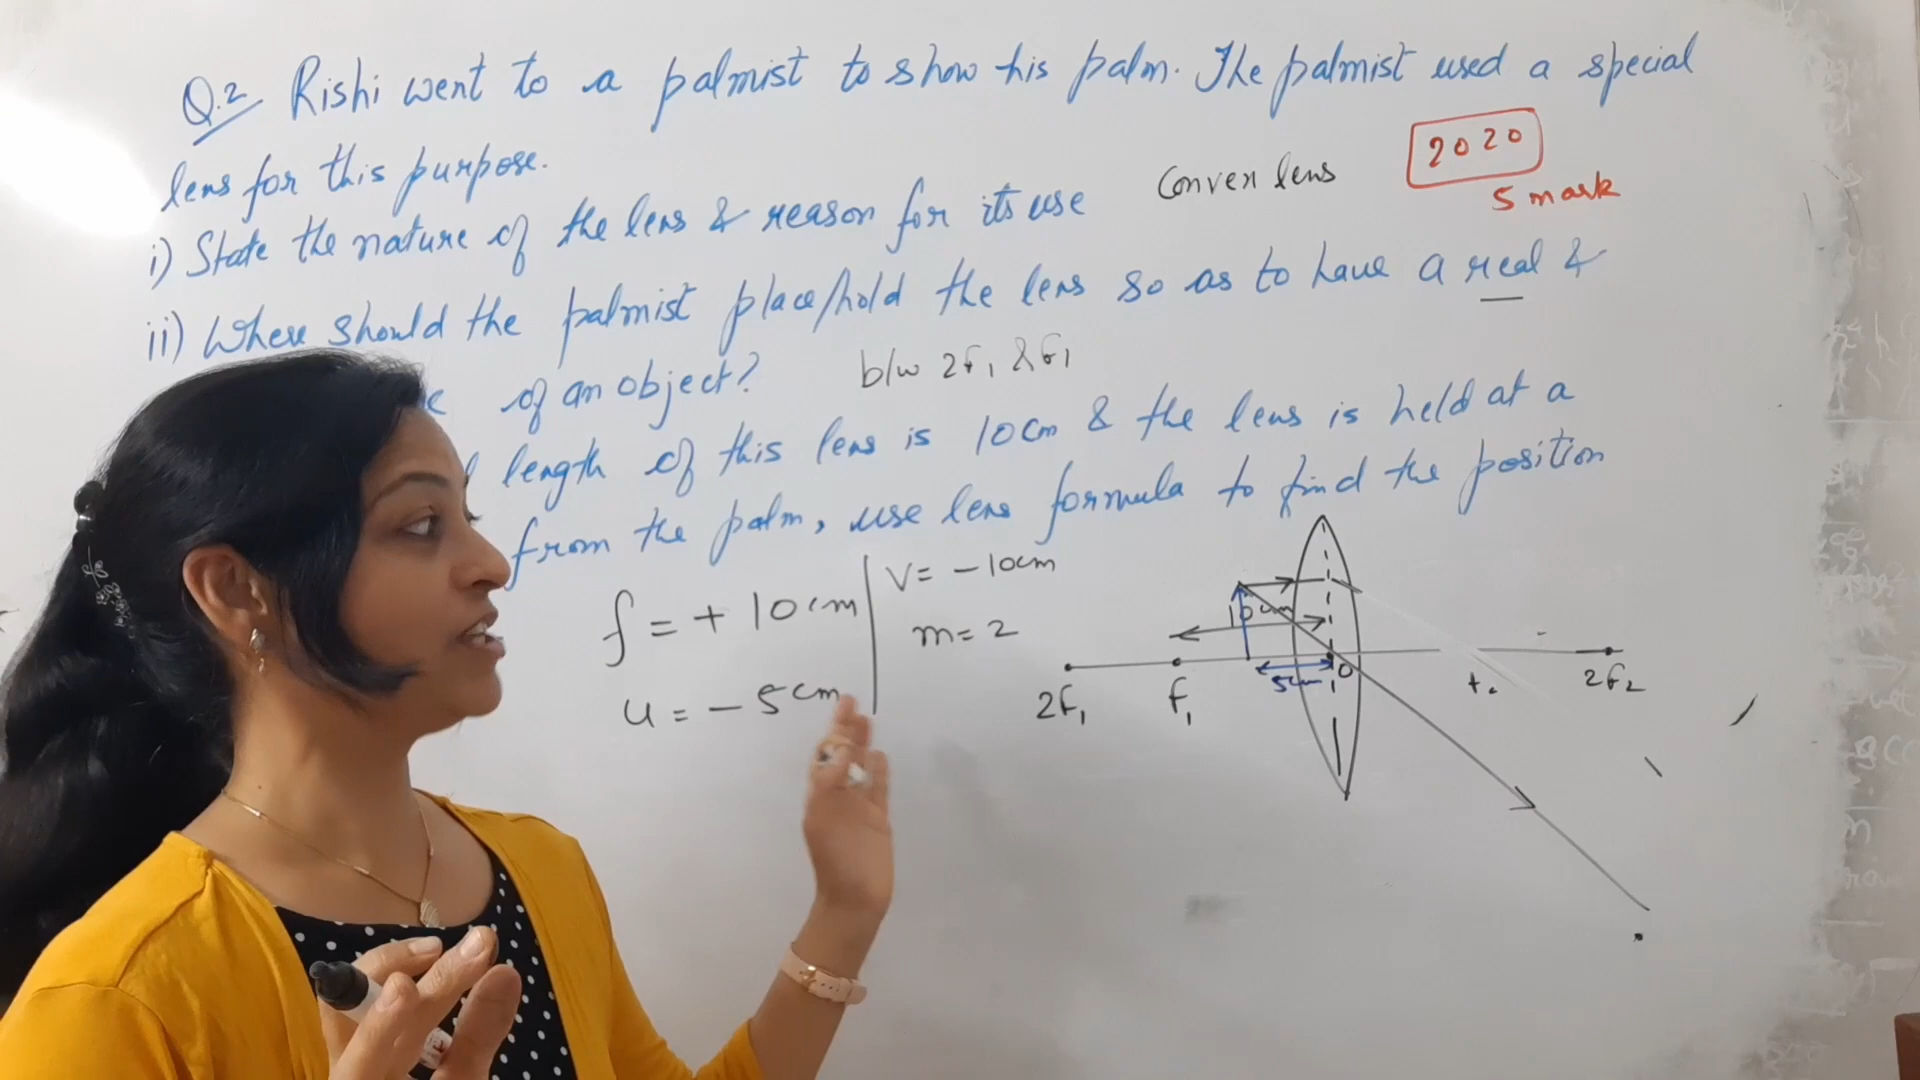 Q.2 Rishi went to a palmist to show his palm. The palmist used a special
lens for this purpose.
2020
5 mark
i) State the nature of the lens & reason for its use
Convex lens
ii) Where should the palmist place/hold the lens so as to have a real &
of an object?
b/w 2F1 & F1
length of this lens is 10cm & the lens is held at a
from the palm, use lens formula to find the position
f = + 10cm
u = - 5cm
v = - 10cm
m = 2
10cm
5cm
O
2F1
F1
2F2